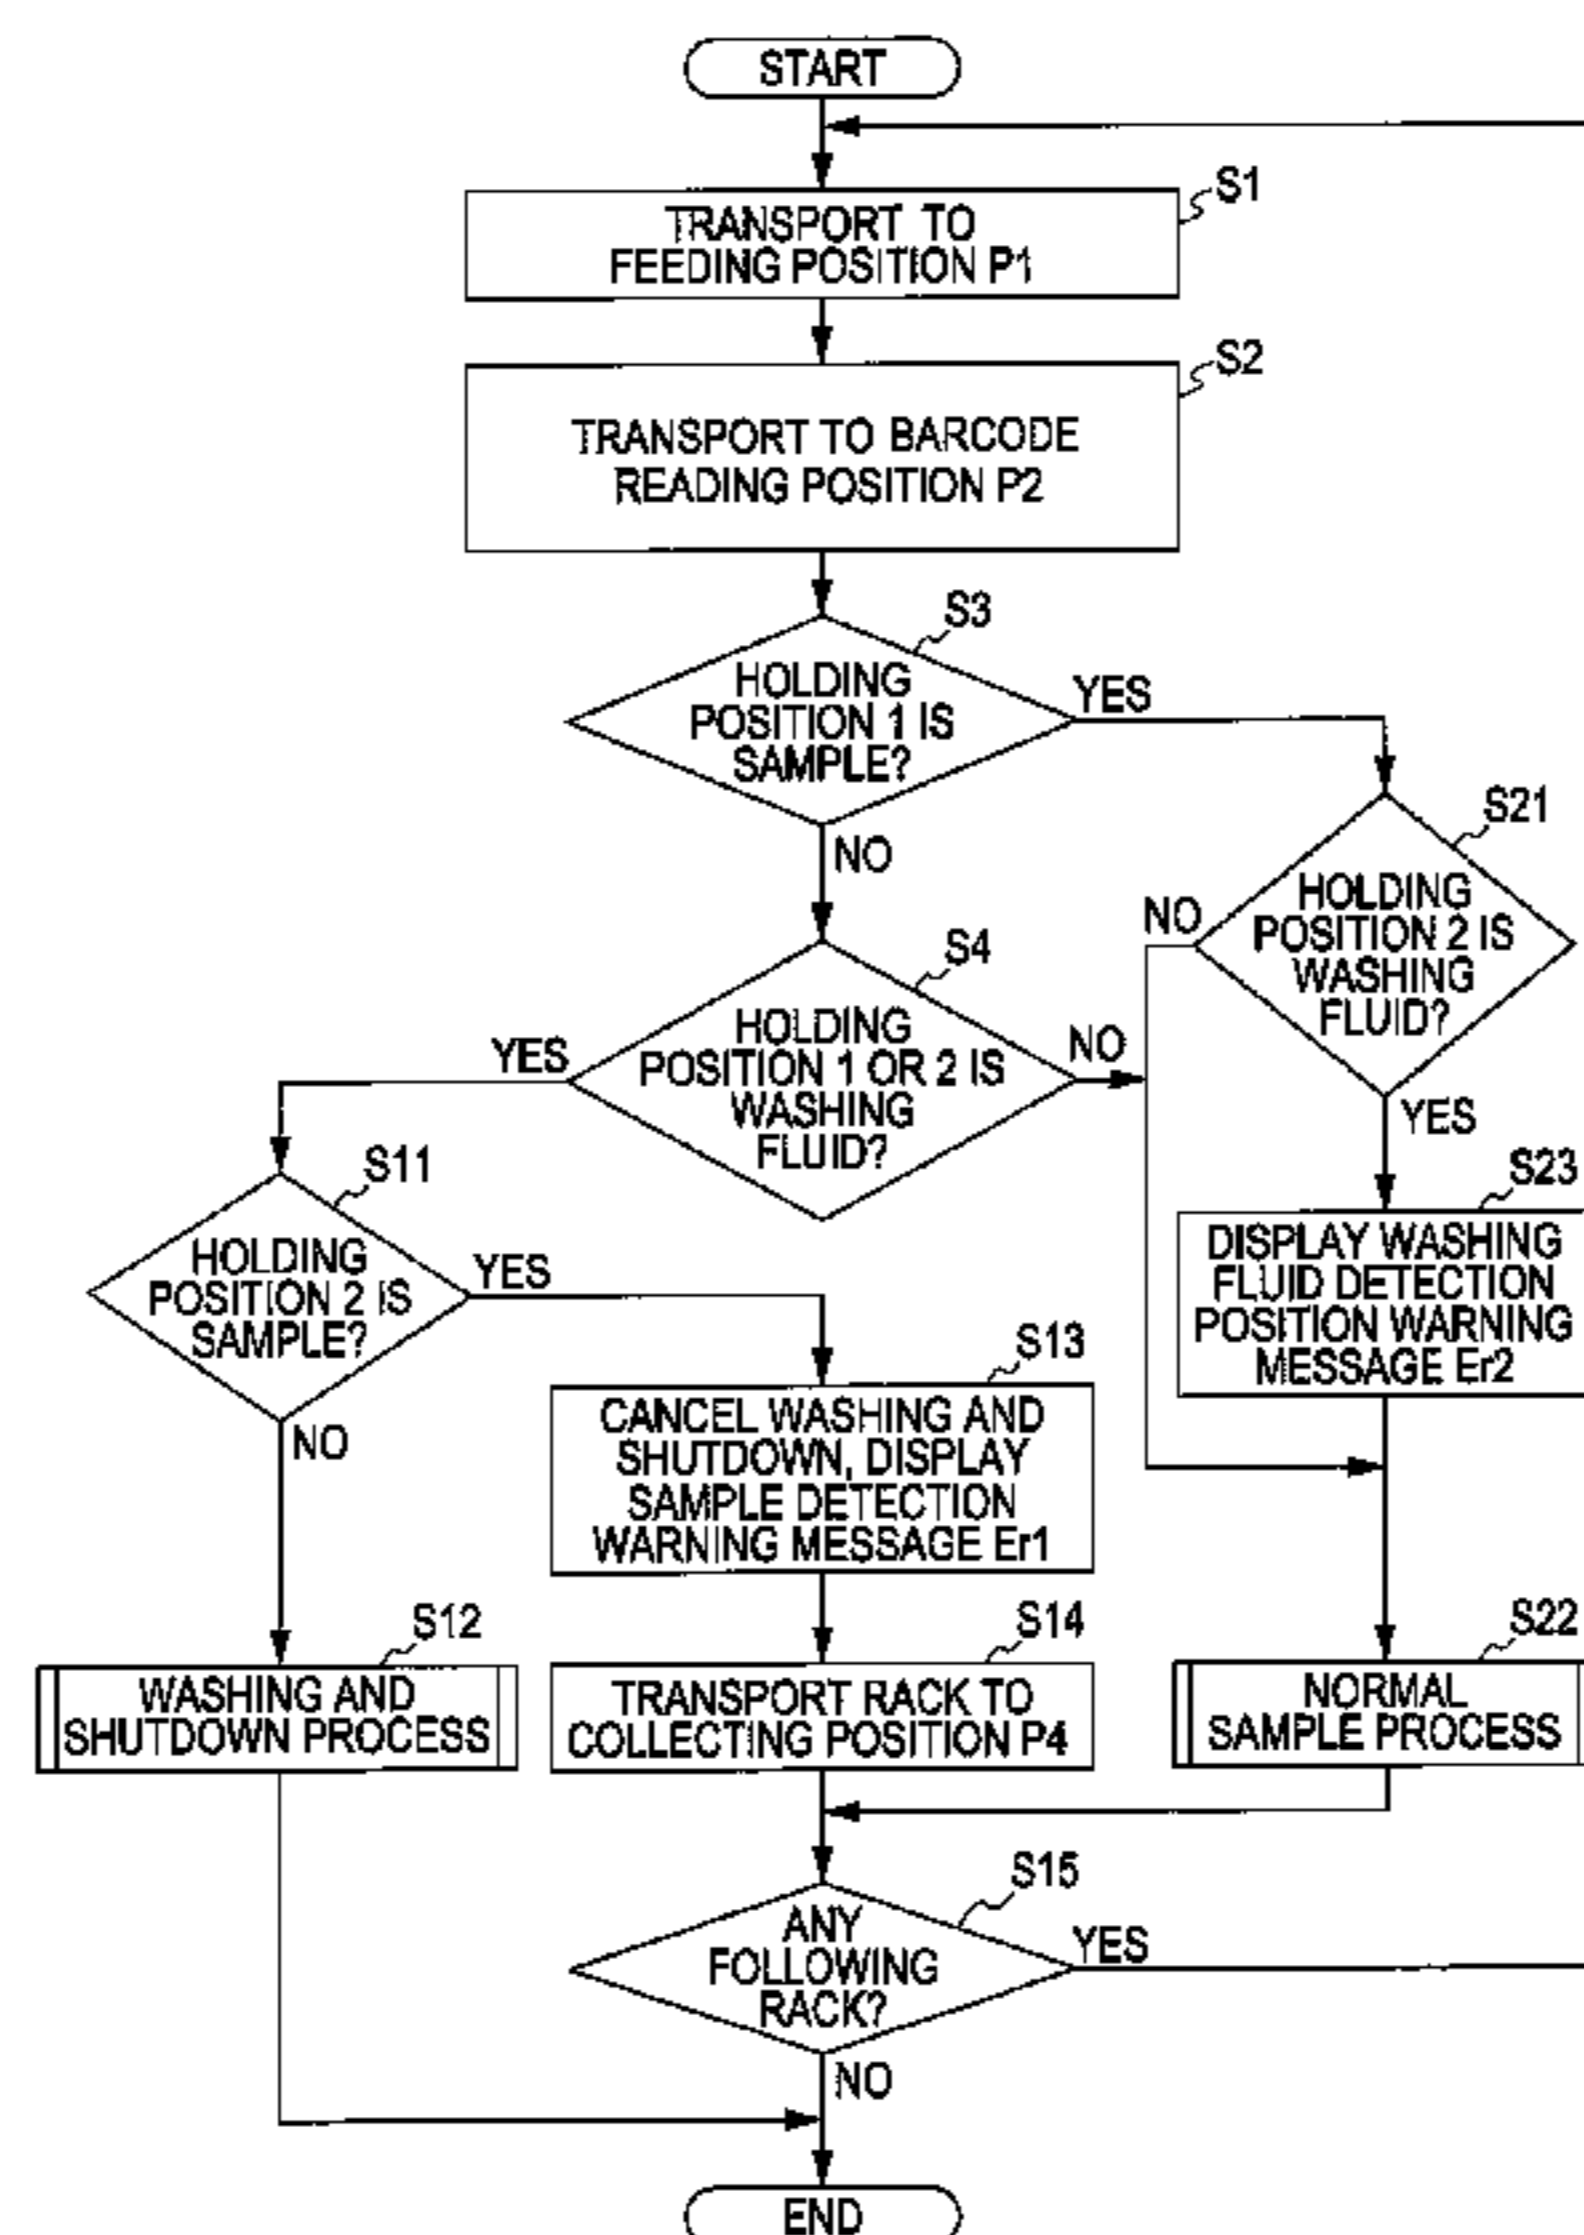 START
S1
TRANSPORT TO
FEEDING POSITION P1
S2
TRANSPORT TO BARCODE
READING POSITION P2
S3
HOLDING
POSITION 1 IS
SAMPLE?
YES
NO
S21
HOLDING
POSITION 2 IS
WASHING
FLUID?
NO
YES
S4
HOLDING
POSITION 1 OR 2 IS
WASHING
FLUID?
YES
NO
S11
HOLDING
POSITION 2 IS
SAMPLE?
YES
NO
S23
DISPLAY WASHING
FLUID DETECTION
POSITION WARNING
MESSAGE Er2
S13
CANCEL WASHING AND
SHUTDOWN, DISPLAY
SAMPLE DETECTION
WARNING MESSAGE Er1
S12
WASHING AND
SHUTDOWN PROCESS
S14
TRANSPORT RACK TO
COLLECTING POSITION P4
S22
NORMAL
SAMPLE PROCESS
S15
ANY
FOLLOWING
RACK?
YES
NO
END